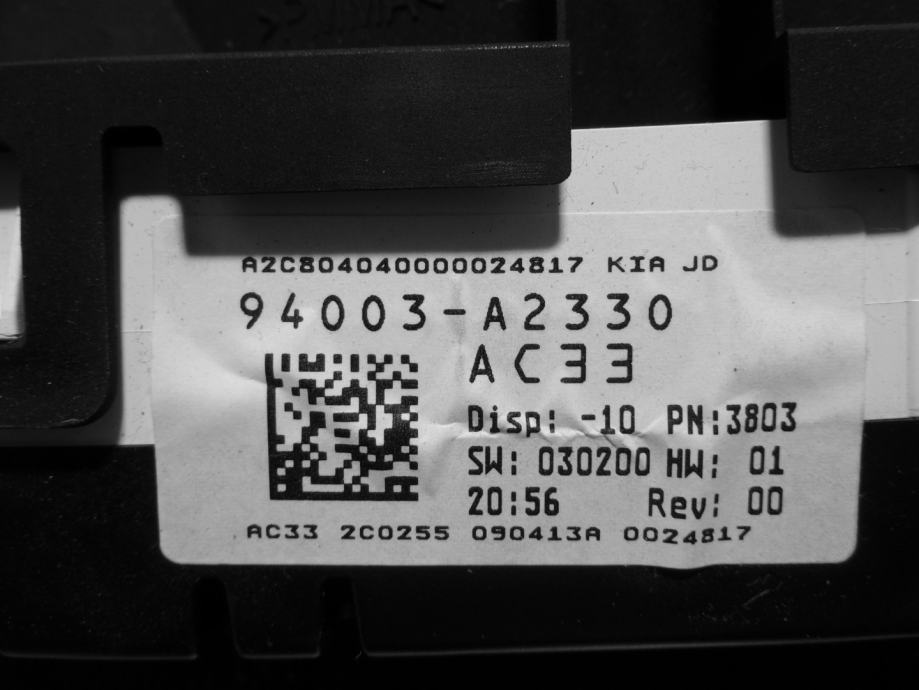 >PMMA<
A2C804040000024817 KIA JD
94003-A2330
AC33
Disp: -10 PN:3803
SW: 030200 HW: 01
20:56 Rev: 00
AC33 2C0255 090413A 0024817